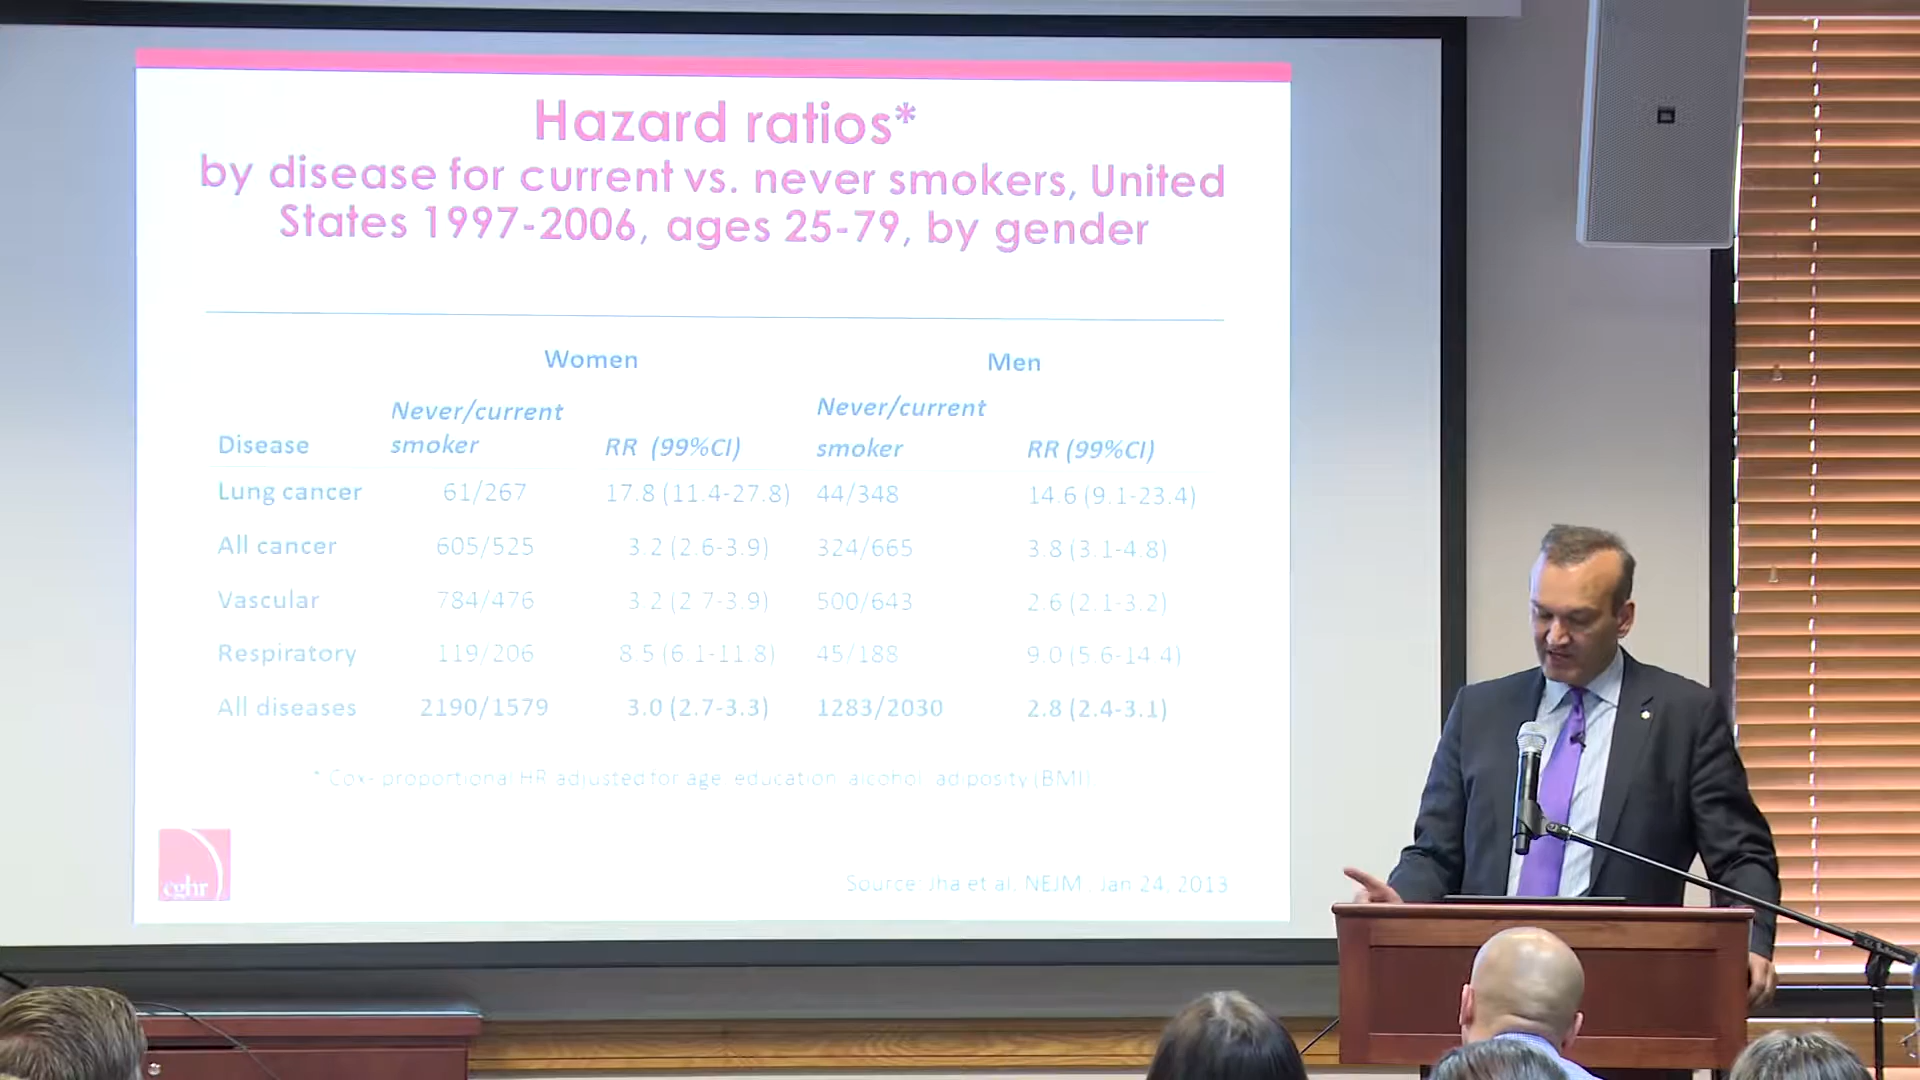 Hazard ratios*
by disease for current vs. never smokers, United
States 1997-2006, ages 25-79, by gender
Women Men
Never/current Never/current
Disease smoker RR (99%CI) smoker RR (99%CI)
Lung cancer 61/267 17.8 (11.4-27.8) 44/348 14.6 (9.1-23.4)
All cancer 605/525 3.2 (2.6-3.9) 324/665 3.8 (3.1-4.8)
Vascular 784/476 3.2 (2.7-3.9) 500/643 2.6 (2.1-3.2)
Respiratory 119/206 8.5 (6.1-11.8) 45/188 9.0 (5.6-14.4)
All diseases 2190/1579 3.0 (2.7-3.3) 1283/2030 2.8 (2.4-3.1)
* Cox- proportional HR adjusted for age, education, alcohol, adiposity (BMI).
cghr
Source: Jha et al. NEJM, Jan 24, 2013